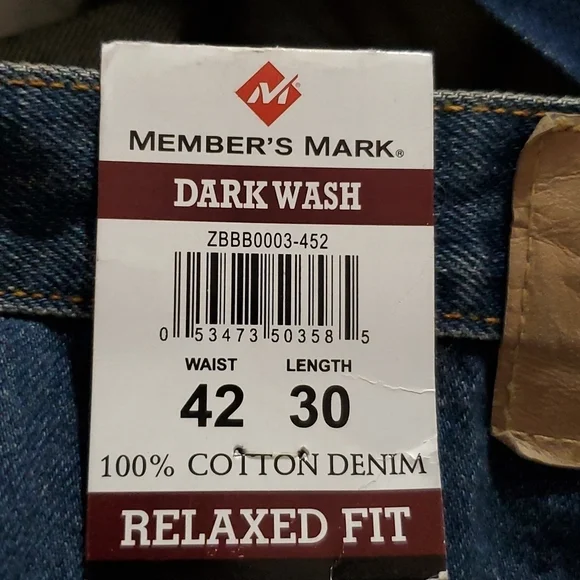 MEMBER'S MARK®
DARK WASH
ZBBB0003-452
0 53473 50358 5
WAIST LENGTH
42 30
100% COTTON DENIM
RELAXED FIT